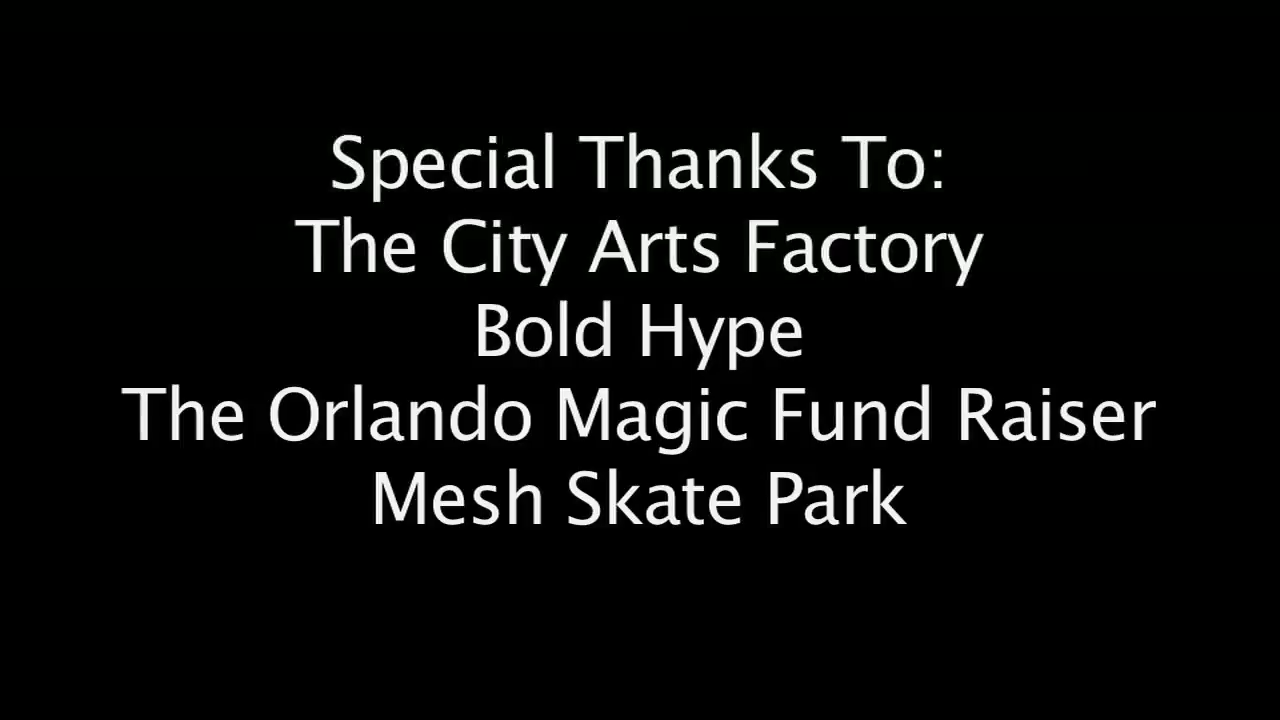 Special Thanks To:
The City Arts Factory
Bold Hype
The Orlando Magic Fund Raiser
Mesh Skate Park